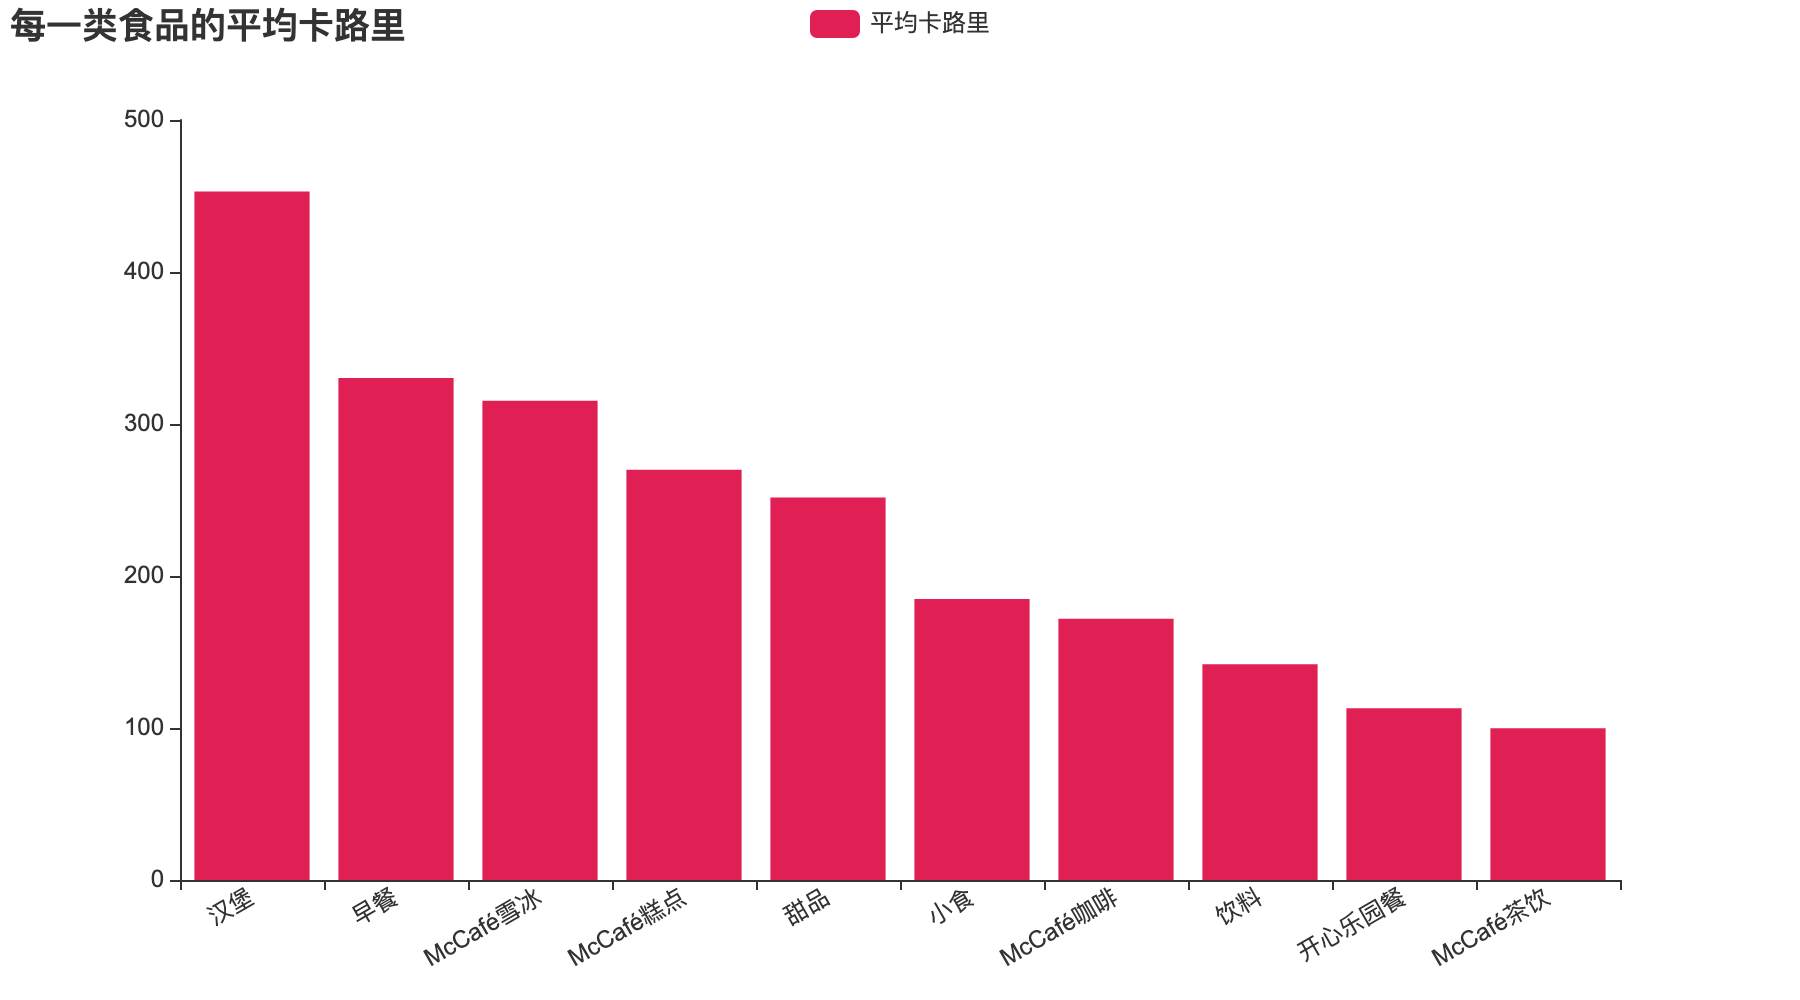 每一类食品的平均卡路里
平均卡路里
500
400
300
200
100
0
汉堡
早餐
McCafé雪冰
McCafé糕点
甜品
小食
McCafé咖啡
饮料
开心乐园餐
McCafé茶饮